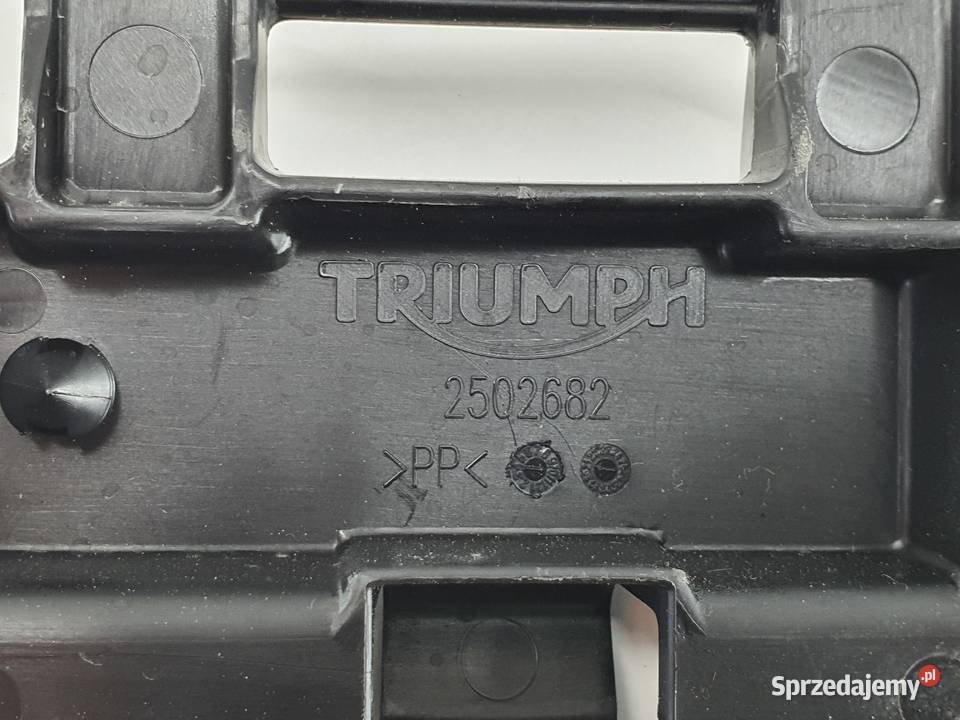 TRIUMPH
2502682
>PP<
Sprzedajemy.pl